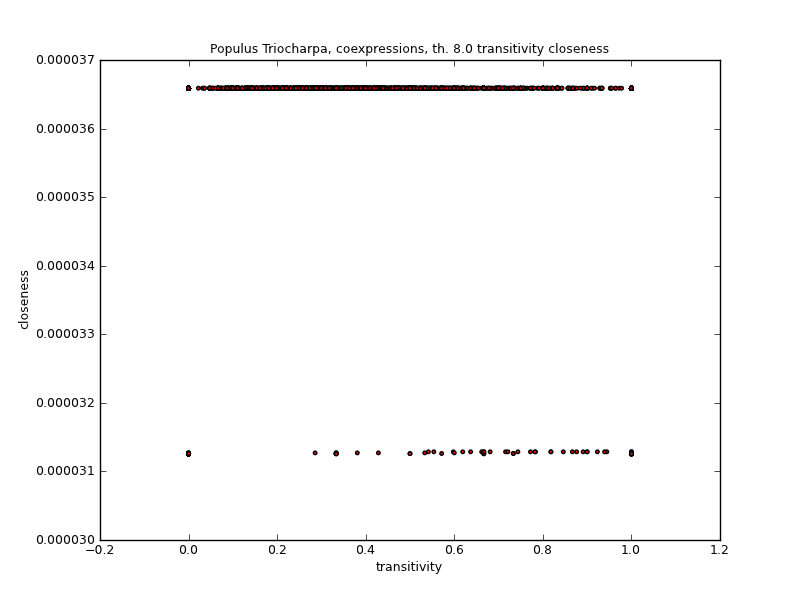 Populus Triocharpa, coexpressions, th. 8.0 transitivity closeness
0.000037
0.000036
0.000035
0.000034
0.000033
0.000032
0.000031
0.000030
closeness
−0.2 0.0 0.2 0.4 0.6 0.8 1.0 1.2
transitivity